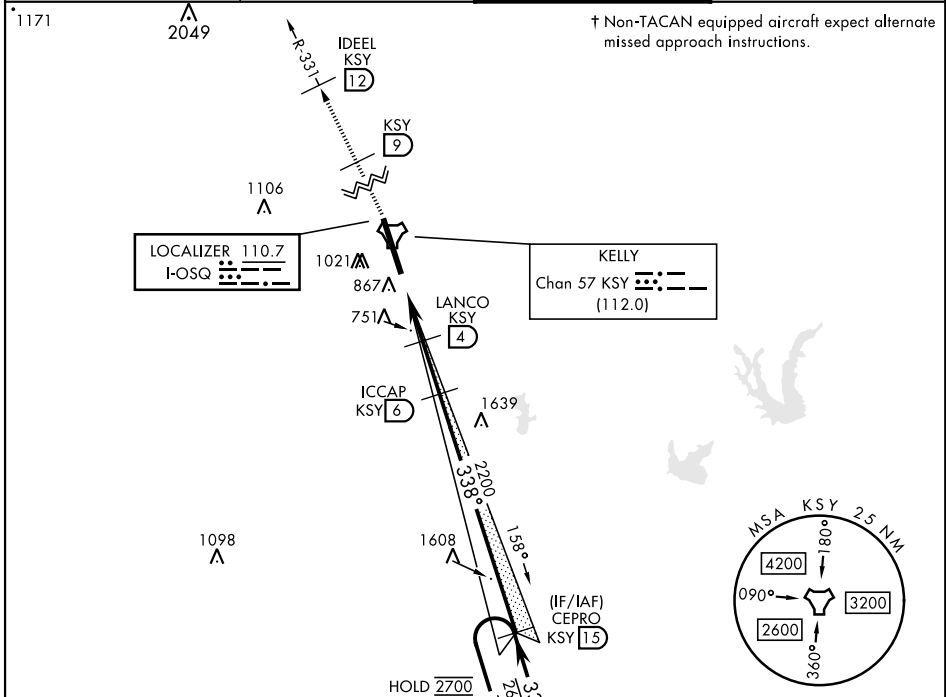 1171
2049
† Non-TACAN equipped aircraft expect alternate
missed approach instructions.
R-331
IDEEL
KSY
12
KSY
9
1106
LOCALIZER 110.7
I-OSQ
1021
867
751
KELLY
Chan 57 KSY
(112.0)
LANCO
KSY
4
ICCAP
KSY 6
1639
2200
338°
158°
1098
1608
(IF/IAF)
CEPRO
KSY 15
HOLD 2700
MSA KSY 25 NM
180°
4200
090°
3200
2600
360°